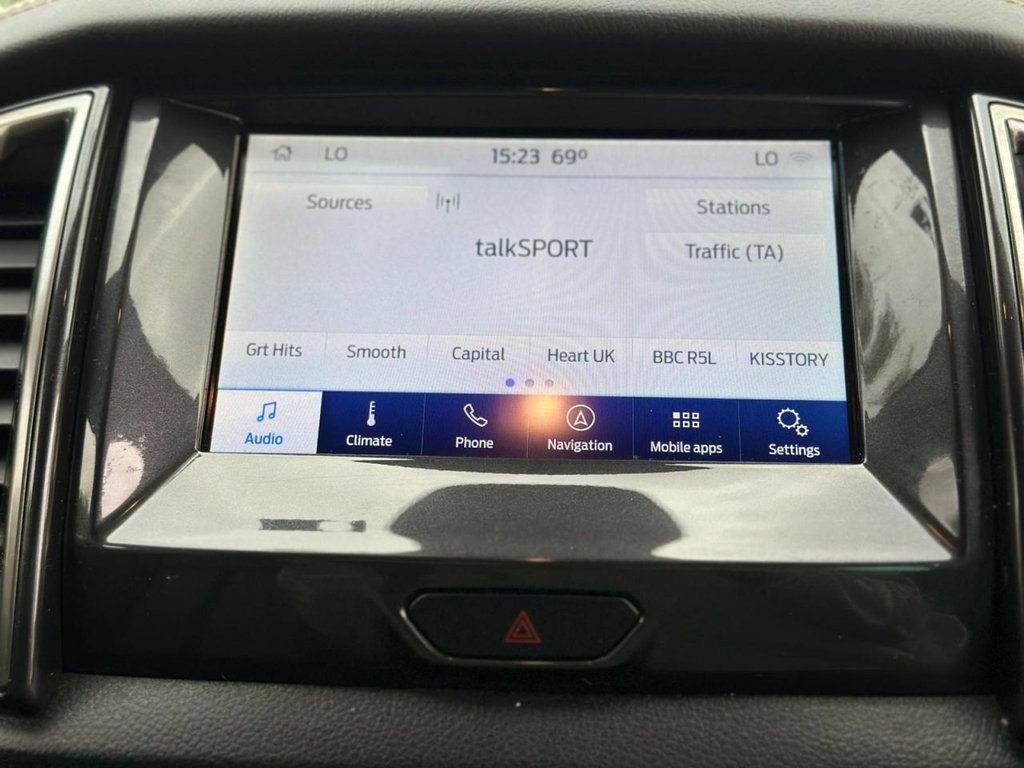 LO 15:23 69° LO
Sources Stations
talkSPORT Traffic (TA)
Grt Hits Smooth Capital Heart UK BBC R5L KISSTORY
Audio Climate Phone Navigation Mobile apps Settings